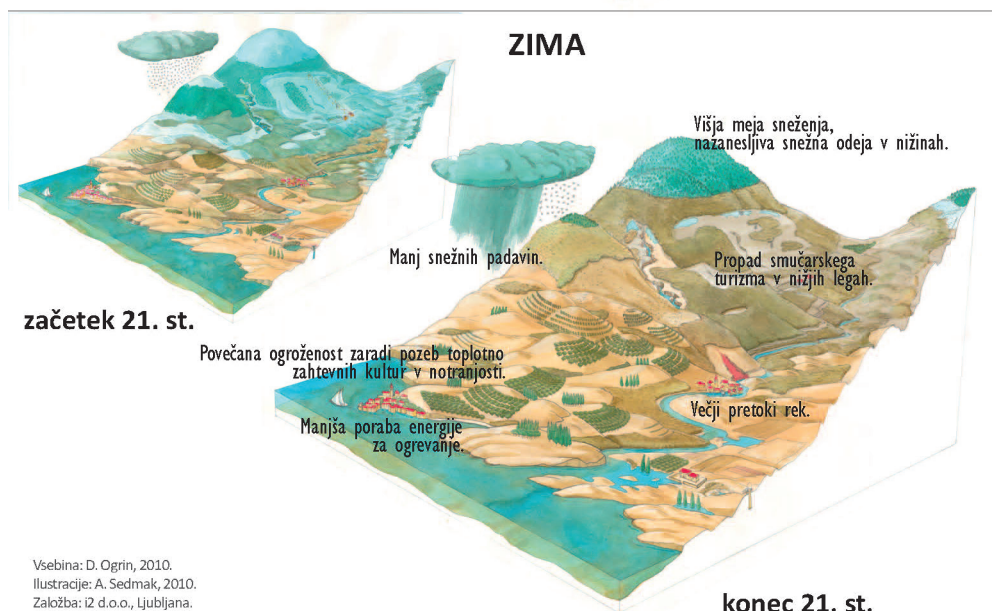 ZIMA
Višja meja sneženja,
nazanesljiva snežna odeja v nižinah.
Manj snežnih padavin.
Propad smučarskega
turizma v nižjih legah.
začetek 21. st.
Povečana ogroženost zaradi pozeb toplotno
zahtevnih kultur v notranjosti.
Večji pretoki rek.
Manjša poraba energije
za ogrevanje.
Vsebina: D. Ogrin, 2010.
Ilustracije: A. Sedmak, 2010.
Založba: i2 d.o.o., Ljubljana.
konec 21. st.